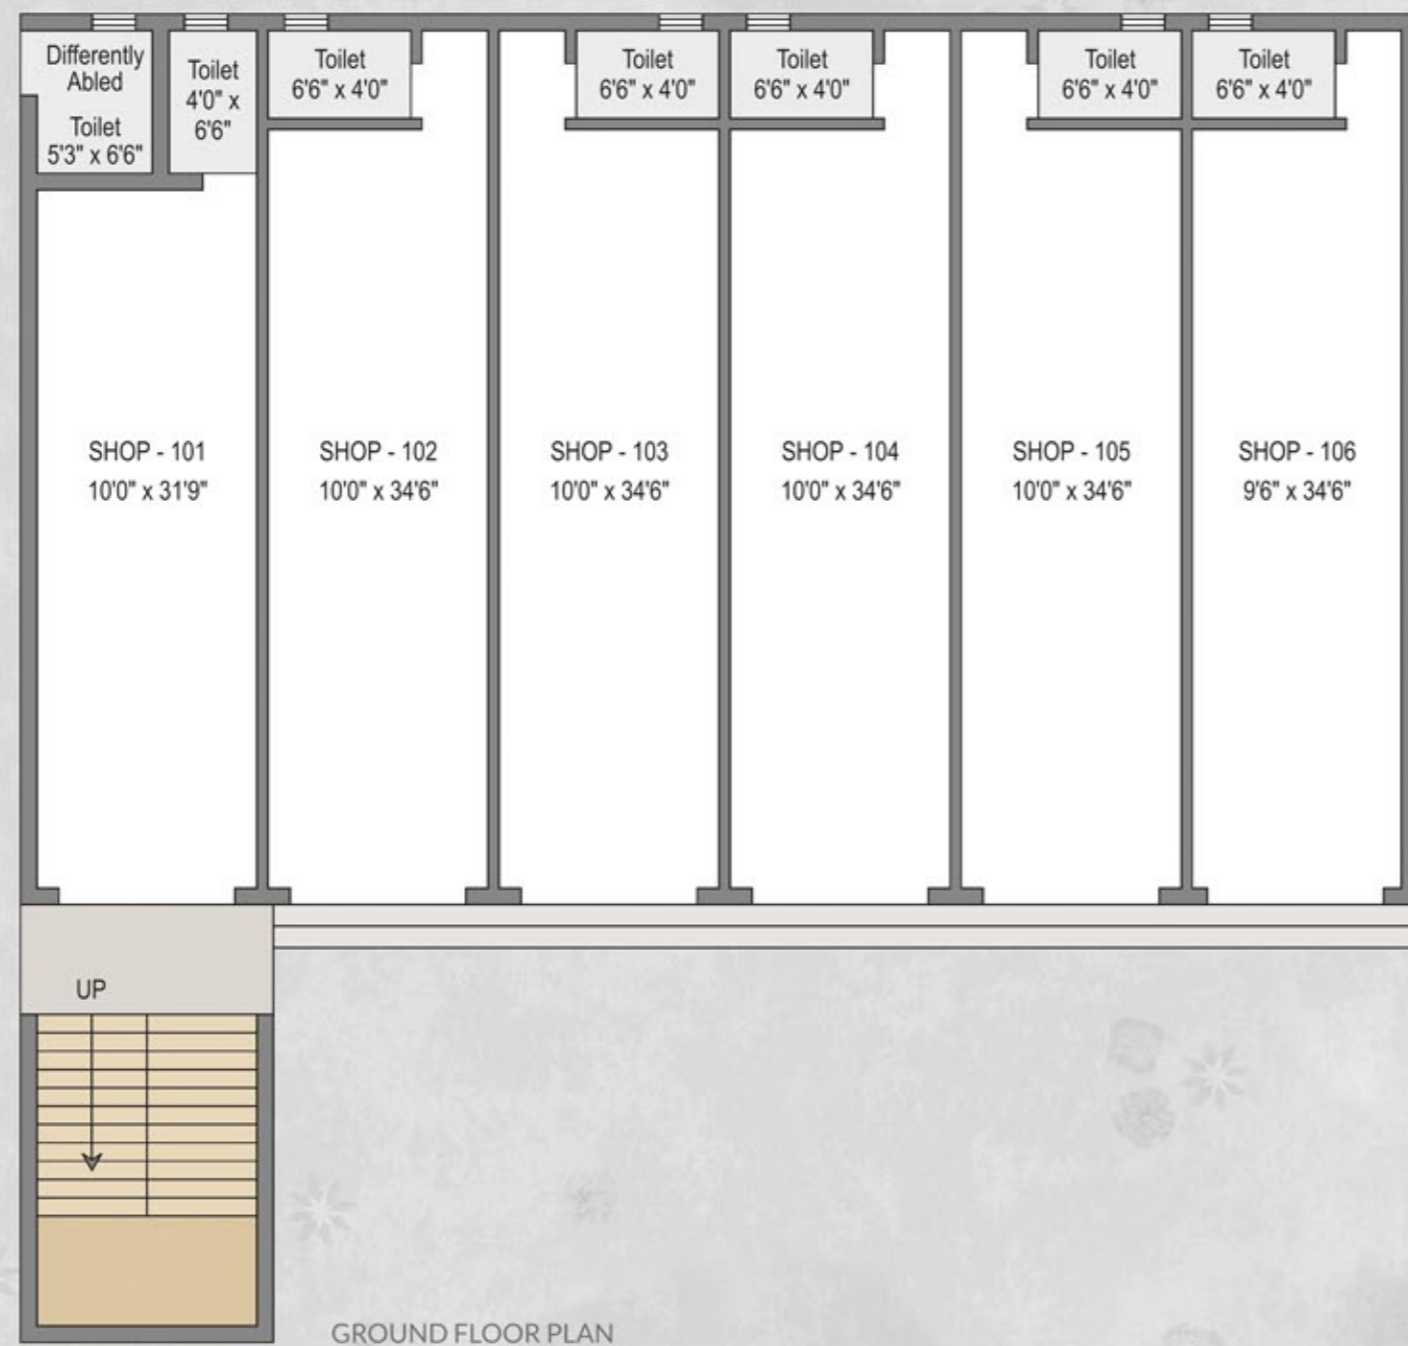 Differently
Abled
Toilet
5'3" x 6'6"
Toilet
4'0" x
6'6"
Toilet
6'6" x 4'0"
Toilet
6'6" x 4'0"
Toilet
6'6" x 4'0"
Toilet
6'6" x 4'0"
Toilet
6'6" x 4'0"
SHOP - 101
10'0" x 31'9"
SHOP - 102
10'0" x 34'6"
SHOP - 103
10'0" x 34'6"
SHOP - 104
10'0" x 34'6"
SHOP - 105
10'0" x 34'6"
SHOP - 106
9'6" x 34'6"
UP
GROUND FLOOR PLAN